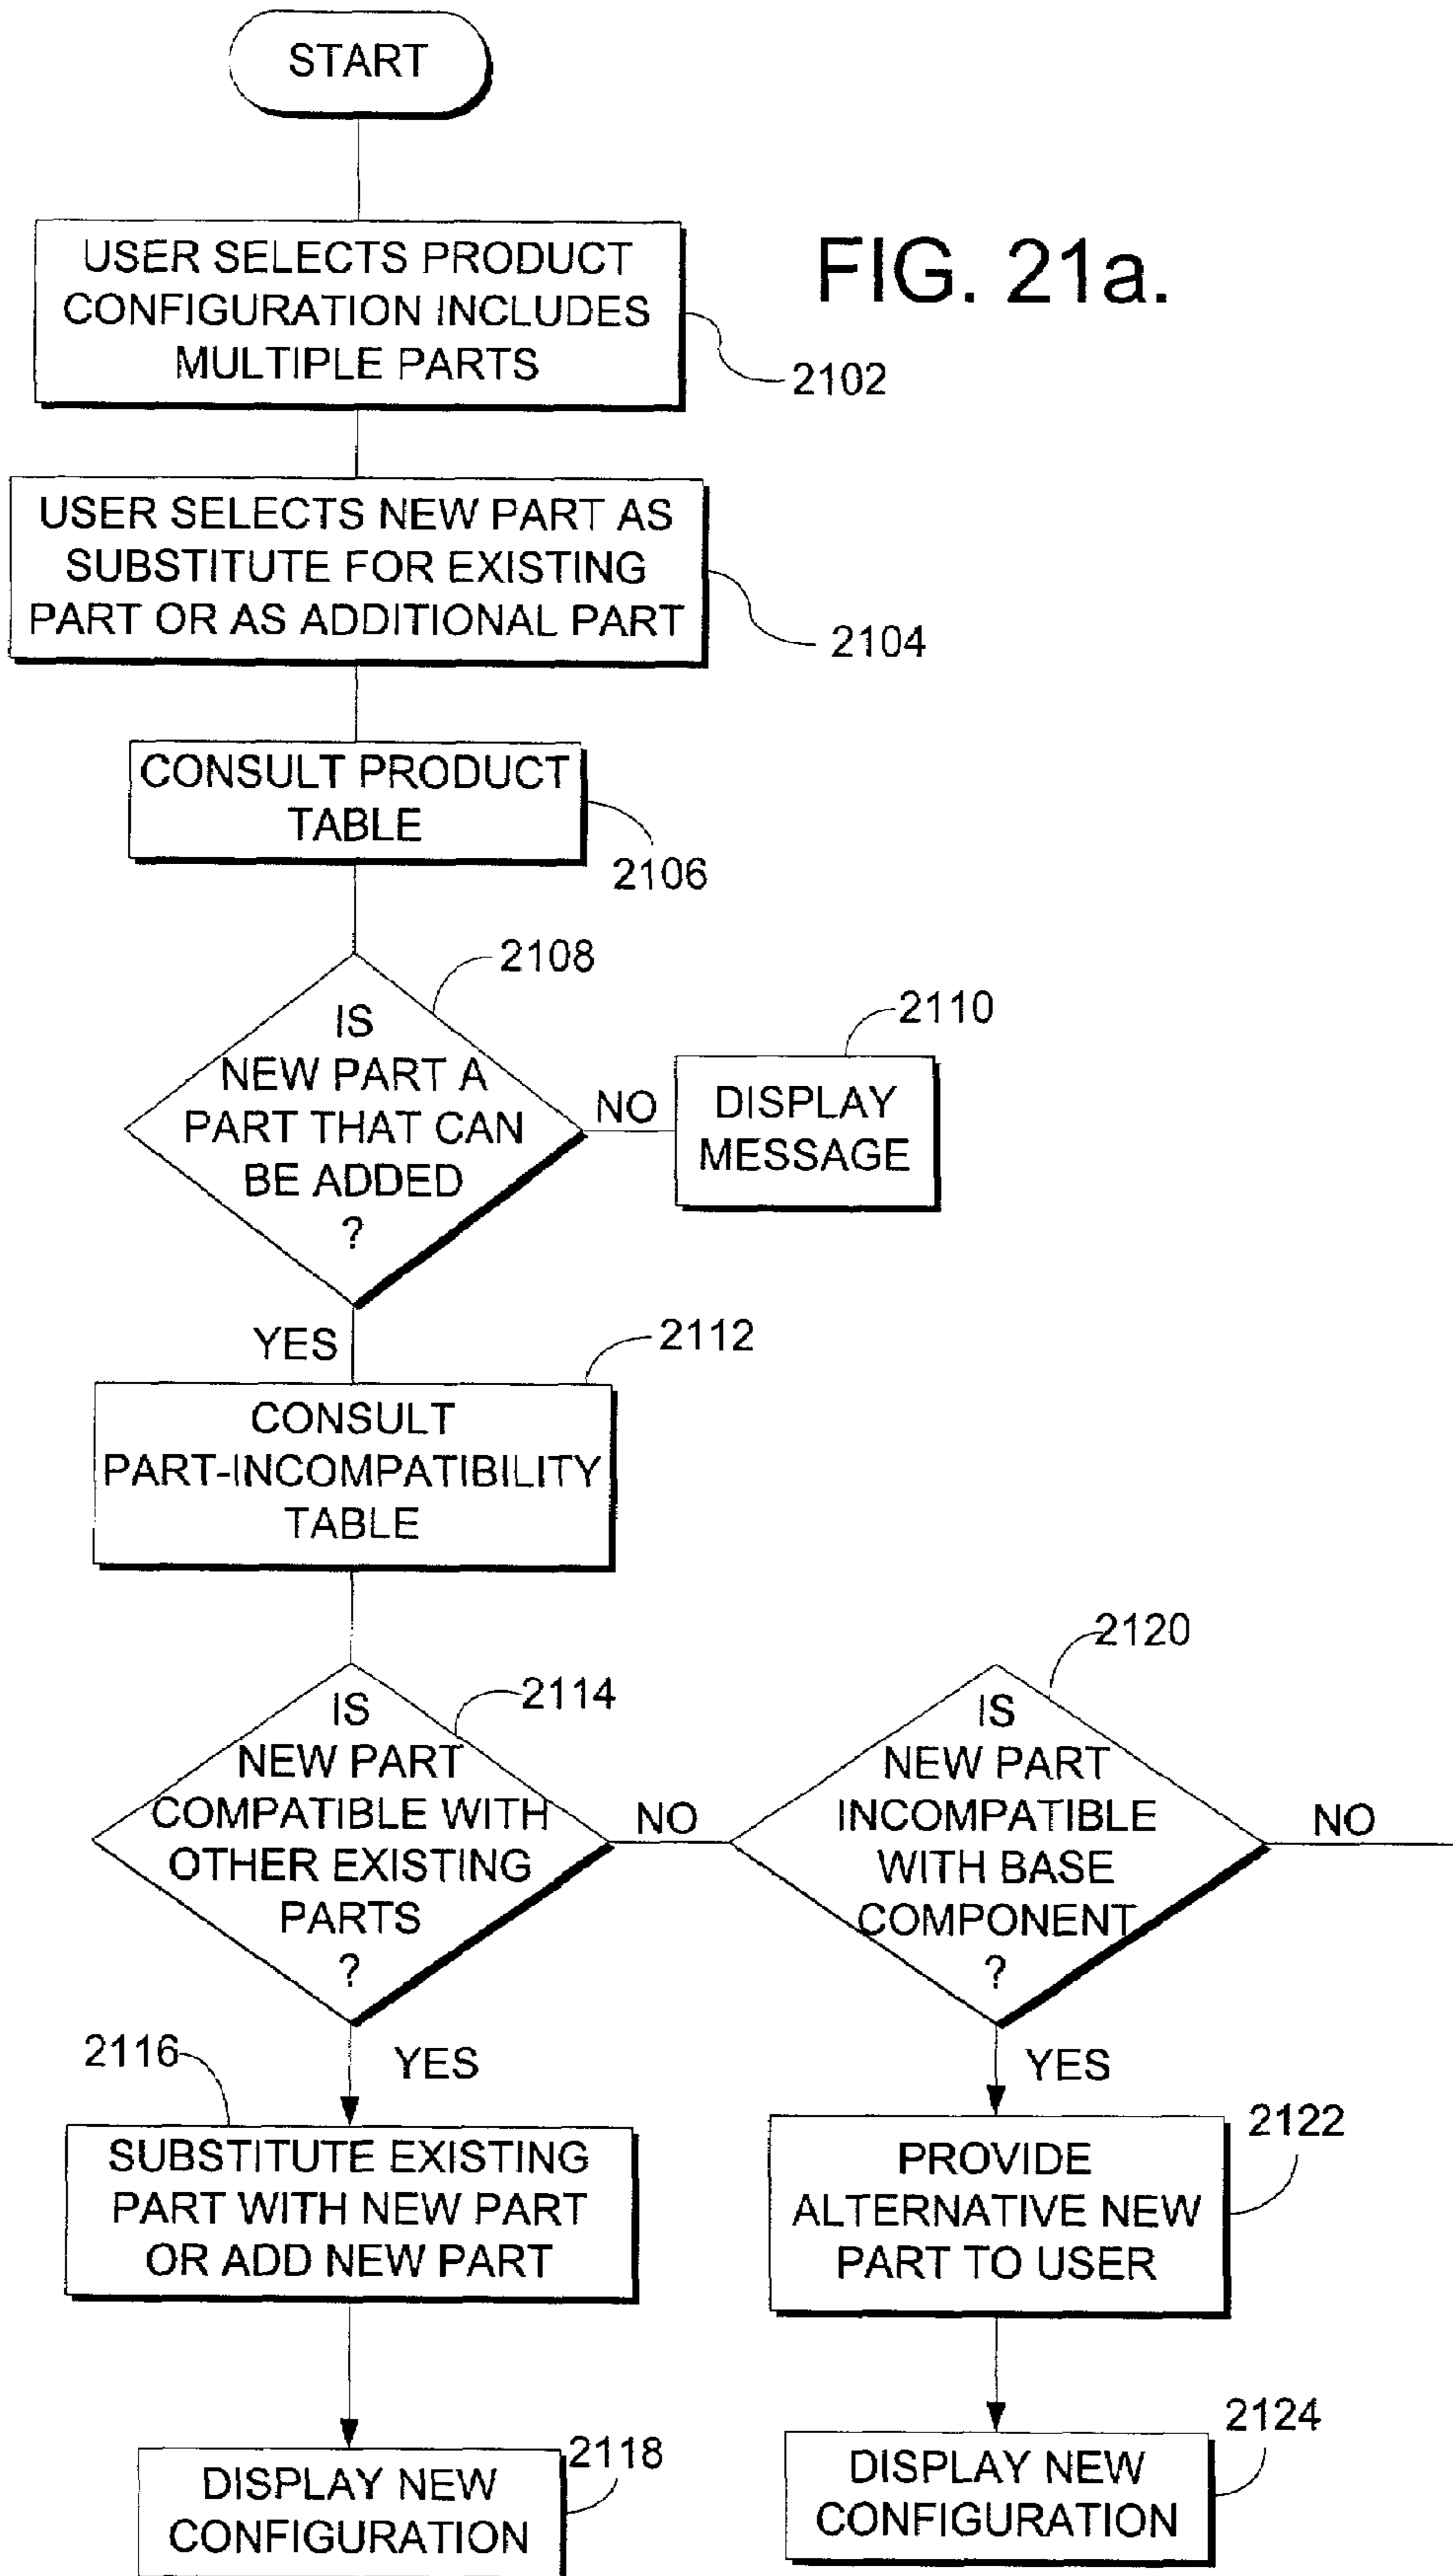 START
FIG. 21a.
USER SELECTS PRODUCT
CONFIGURATION INCLUDES
MULTIPLE PARTS
2102
USER SELECTS NEW PART AS
SUBSTITUTE FOR EXISTING
PART OR AS ADDITIONAL PART
2104
CONSULT PRODUCT
TABLE
2106
2108
IS
NEW PART A
PART THAT CAN
BE ADDED
?
NO
2110
DISPLAY
MESSAGE
YES
2112
CONSULT
PART-INCOMPATIBILITY
TABLE
2114
IS
NEW PART
COMPATIBLE WITH
OTHER EXISTING
PARTS
?
NO
2120
IS
NEW PART
INCOMPATIBLE
WITH BASE
COMPONENT
?
NO
2116
YES
SUBSTITUTE EXISTING
PART WITH NEW PART
OR ADD NEW PART
YES
2122
PROVIDE
ALTERNATIVE NEW
PART TO USER
2118
DISPLAY NEW
CONFIGURATION
2124
DISPLAY NEW
CONFIGURATION